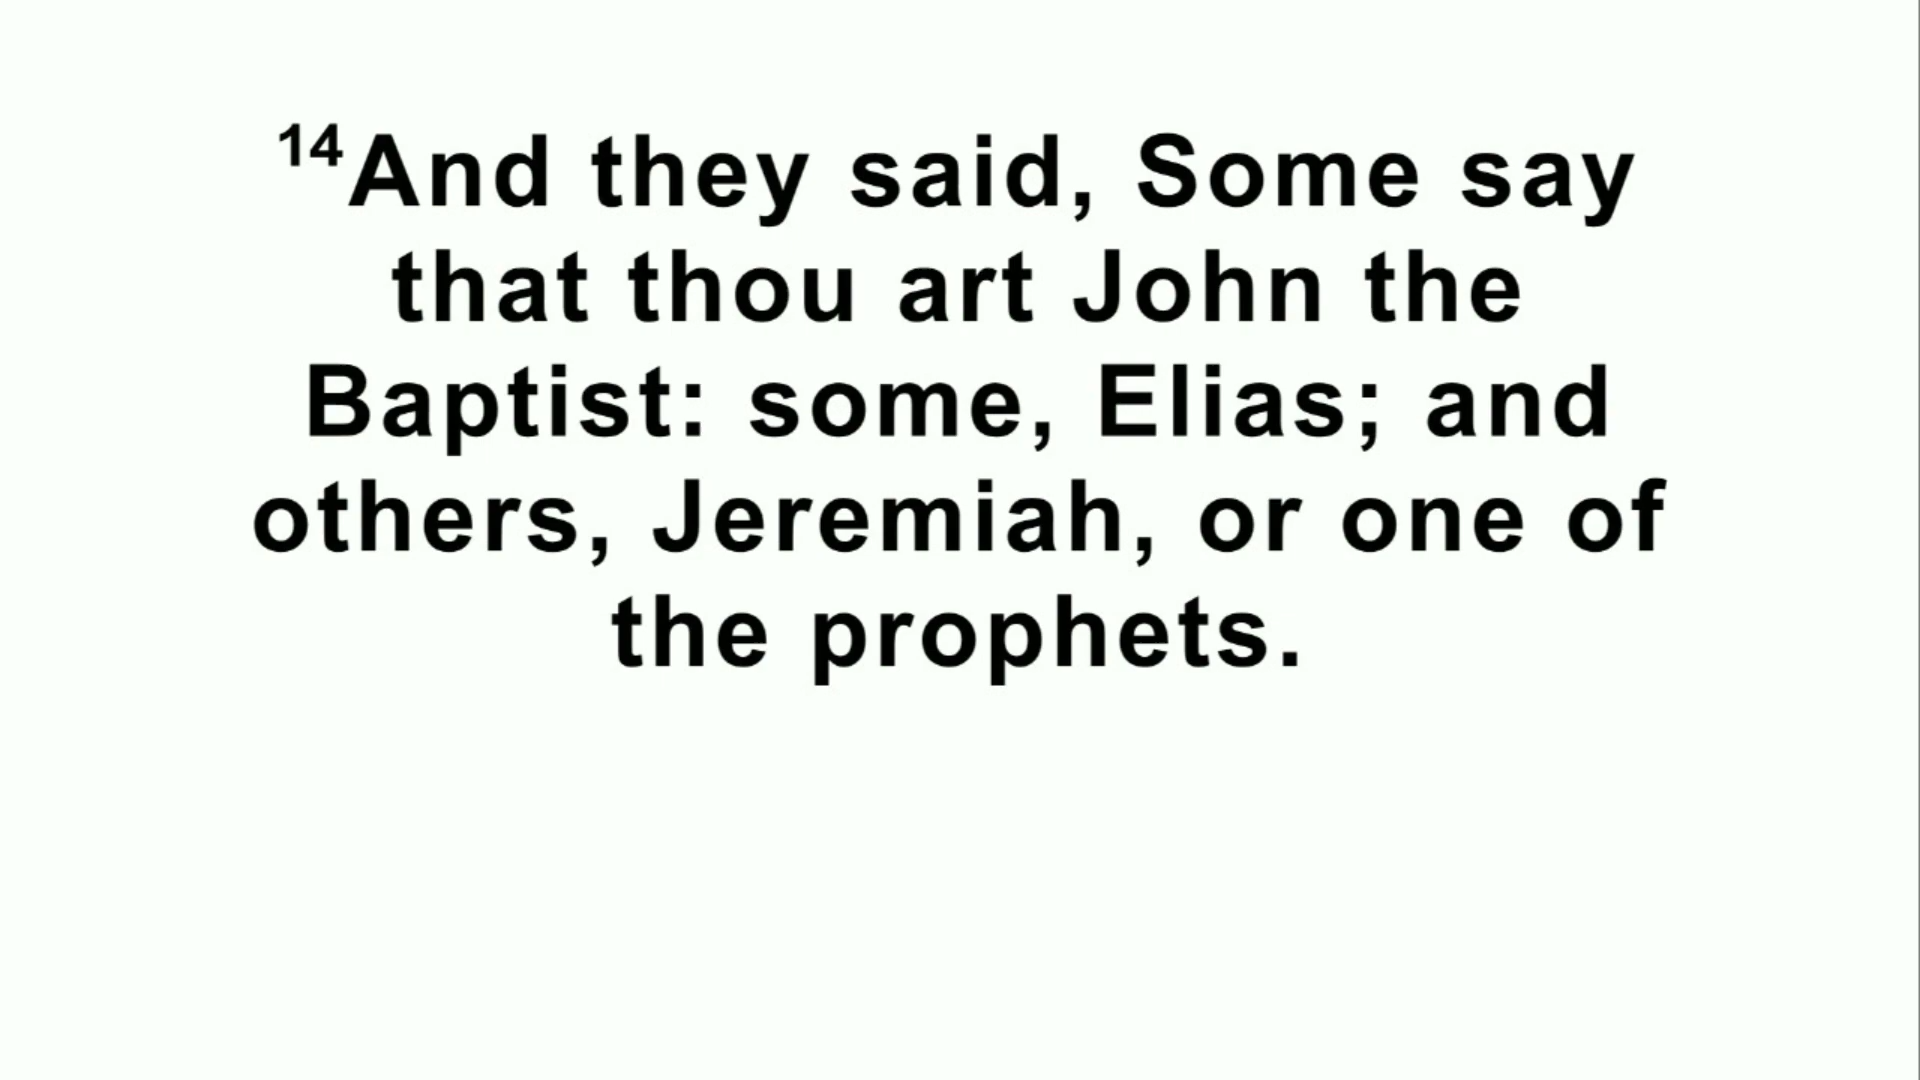 14And they said, Some say
that thou art John the
Baptist: some, Elias; and
others, Jeremiah, or one of
the prophets.